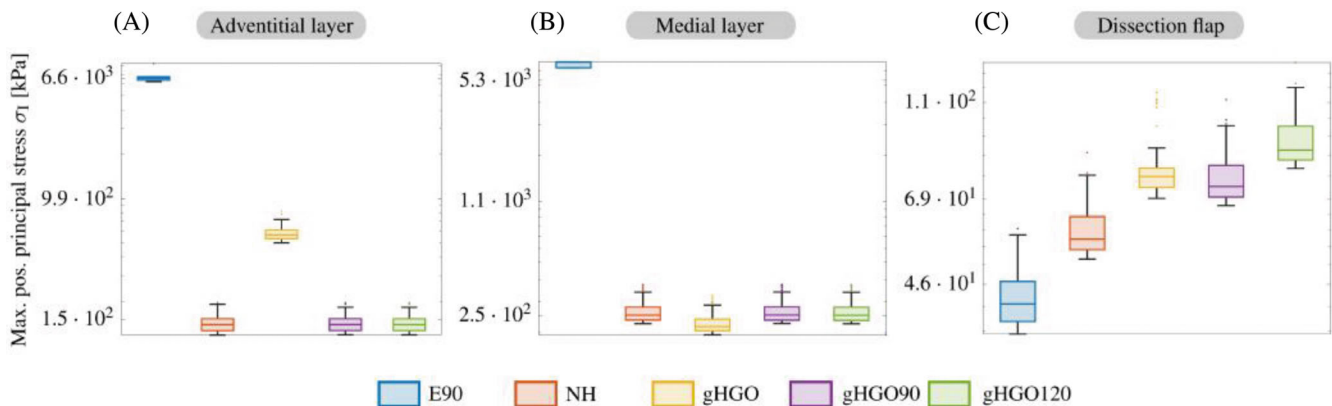 (A) Adventitial layer
(B) Medial layer
(C) Dissection flap
Max. pos. principal stress σI [kPa]
6.6 · 10³
9.9 · 10²
1.5 · 10²
5.3 · 10³
1.1 · 10³
2.5 · 10²
1.1 · 10²
6.9 · 10¹
4.6 · 10¹
E90 NH gHGO gHGO90 gHGO120